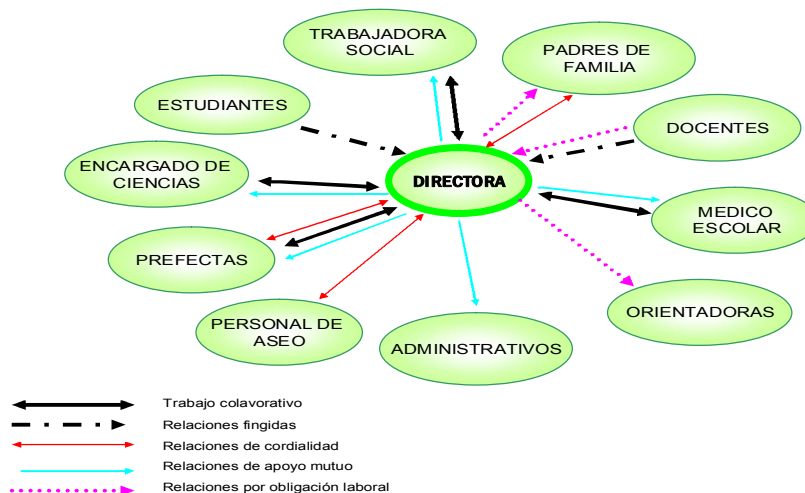 TRABAJADORA
SOCIAL
PADRES DE
FAMILIA
ESTUDIANTES
DOCENTES
ENCARGADO DE
CIENCIAS
DIRECTORA
MEDICO
ESCOLAR
PREFECTAS
ORIENTADORAS
PERSONAL DE
ASEO
ADMINISTRATIVOS
Trabajo colavorativo
Relaciones fingidas
Relaciones de cordialidad
Relaciones de apoyo mutuo
Relaciones por obligación laboral